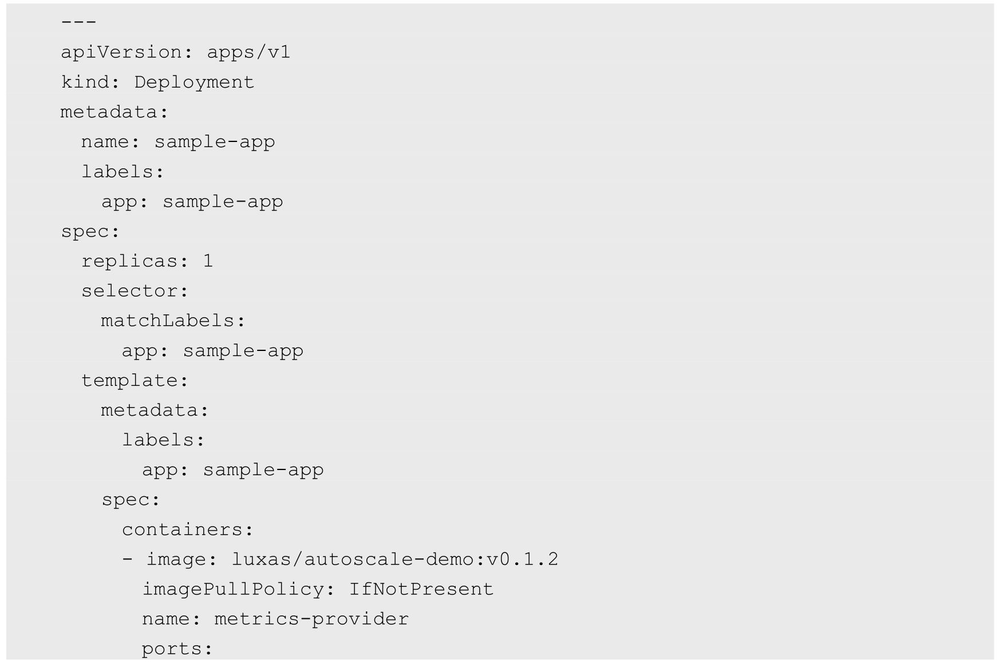 ---
apiVersion: apps/v1
kind: Deployment
metadata:
  name: sample-app
  labels:
    app: sample-app
spec:
  replicas: 1
  selector:
    matchLabels:
      app: sample-app
  template:
    metadata:
      labels:
        app: sample-app
    spec:
      containers:
      - image: luxas/autoscale-demo:v0.1.2
        imagePullPolicy: IfNotPresent
        name: metrics-provider
        ports: